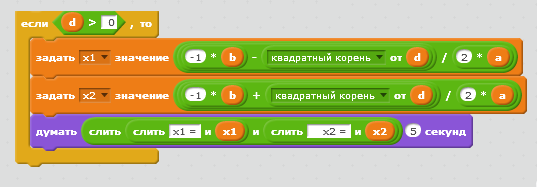 если d > 0 , то
задать x1 значение -1 * b - квадратный корень от d / 2 * a
задать x2 значение -1 * b + квадратный корень от d / 2 * a
думать слить слить x1 = и x1 и слить x2 = и x2 5 секунд